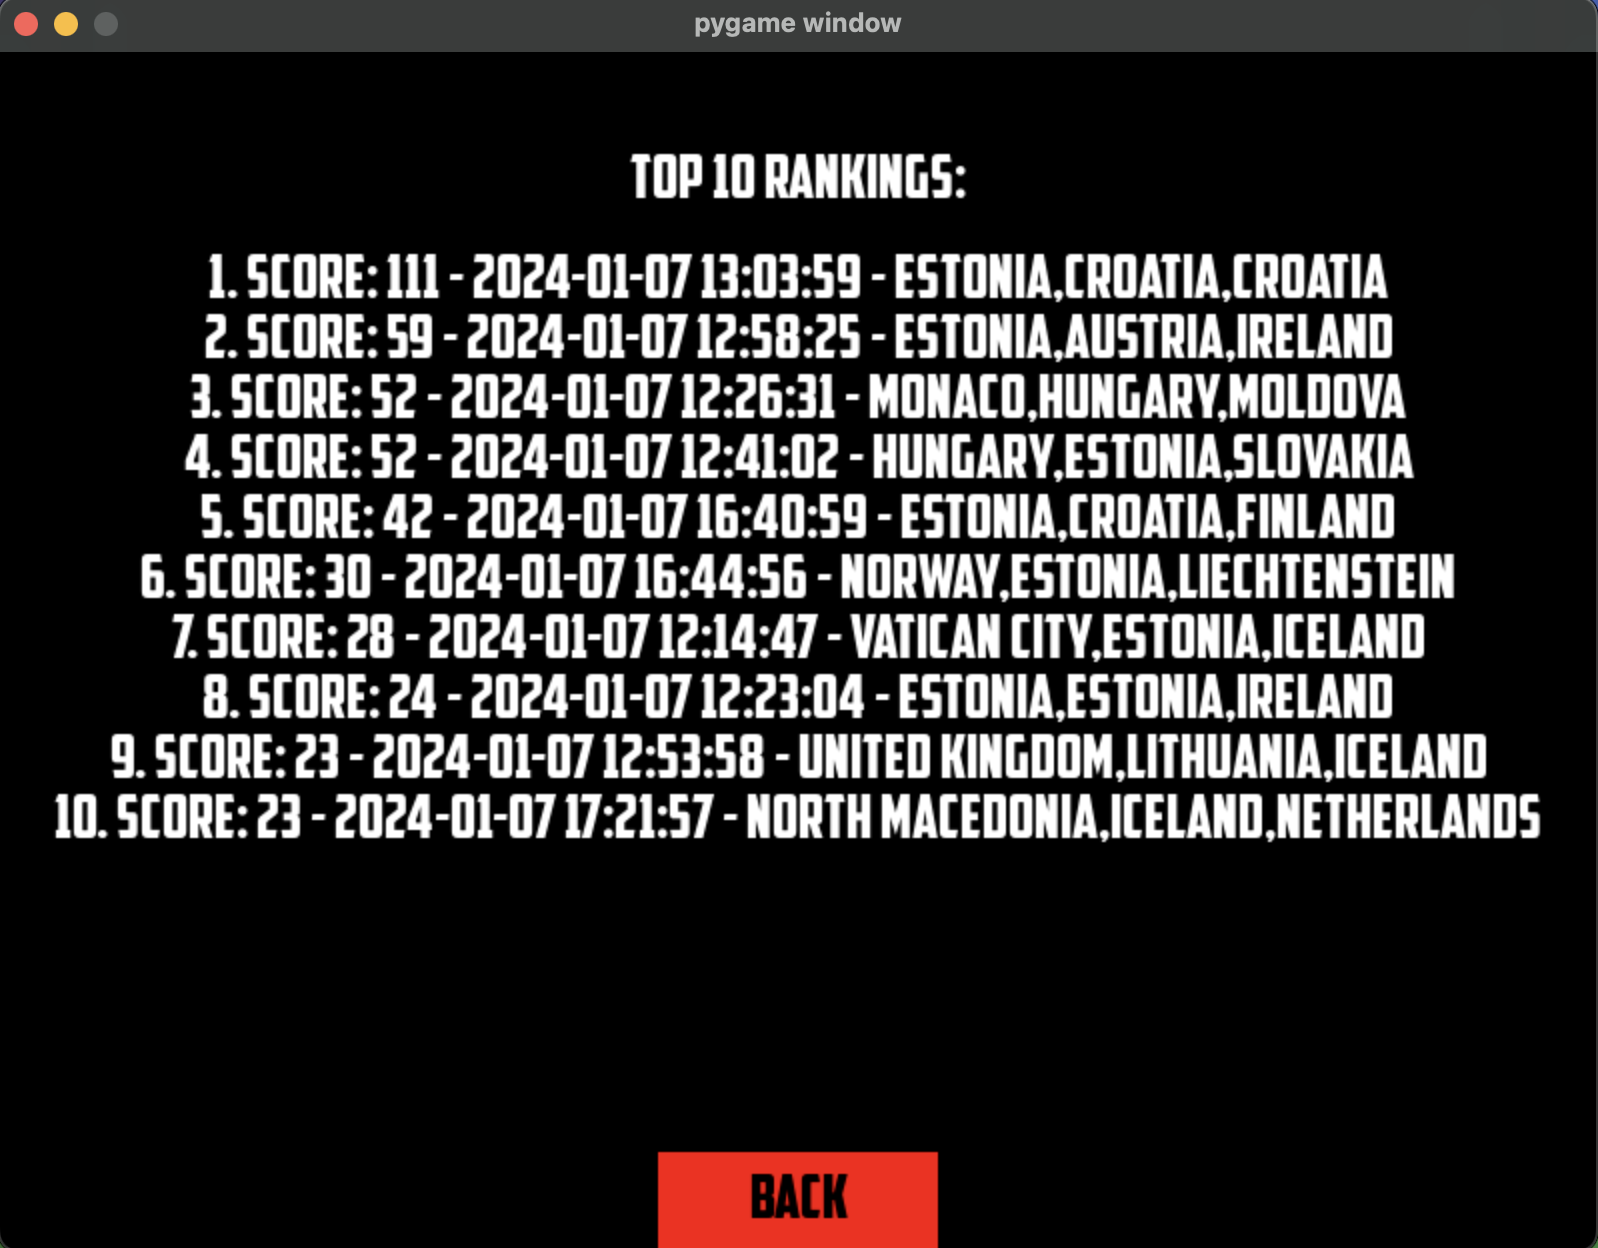 pygame window
TOP 10 RANKINGS:
1. SCORE: 111 - 2024-01-07 13:03:59 - ESTONIA,CROATIA,CROATIA
2. SCORE: 59 - 2024-01-07 12:58:25 - ESTONIA,AUSTRIA,IRELAND
3. SCORE: 52 - 2024-01-07 12:26:31 - MONACO,HUNGARY,MOLDOVA
4. SCORE: 52 - 2024-01-07 12:41:02 - HUNGARY,ESTONIA,SLOVAKIA
5. SCORE: 42 - 2024-01-07 16:40:59 - ESTONIA,CROATIA,FINLAND
6. SCORE: 30 - 2024-01-07 16:44:56 - NORWAY,ESTONIA,LIECHTENSTEIN
7. SCORE: 28 - 2024-01-07 12:14:47 - VATICAN CITY,ESTONIA,ICELAND
8. SCORE: 24 - 2024-01-07 12:23:04 - ESTONIA,ESTONIA,IRELAND
9. SCORE: 23 - 2024-01-07 12:53:58 - UNITED KINGDOM,LITHUANIA,ICELAND
10. SCORE: 23 - 2024-01-07 17:21:57 - NORTH MACEDONIA,ICELAND,NETHERLANDS
BACK